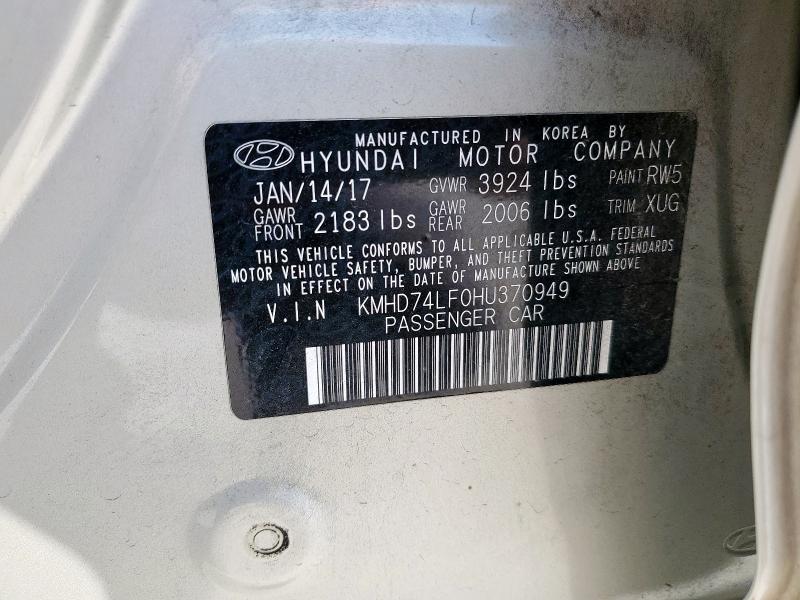 MANUFACTURED IN KOREA BY
HYUNDAI MOTOR COMPANY
JAN/14/17 GVWR 3924 lbs PAINT RW5
GAWR FRONT 2183 lbs GAWR REAR 2006 lbs TRIM XUG
THIS VEHICLE CONFORMS TO ALL APPLICABLE U.S.A. FEDERAL
MOTOR VEHICLE SAFETY, BUMPER, AND THEFT PREVENTION STANDARDS
IN EFFECT ON THE DATE OF MANUFACTURE SHOWN ABOVE
V.I.N KMHD74LF0HU370949
PASSENGER CAR